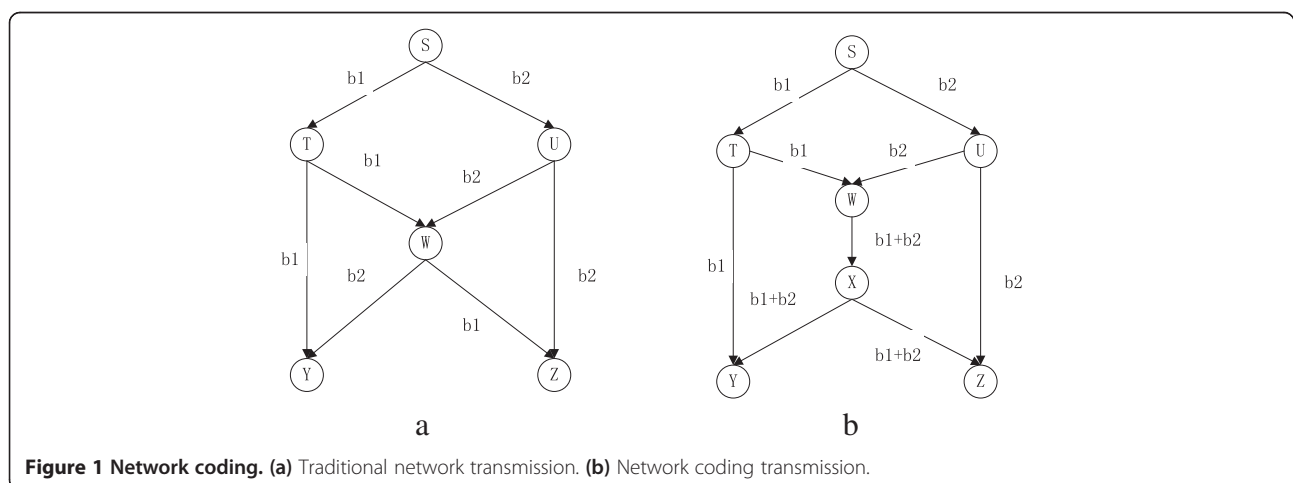 S
b1
b2
T
U
b1
b2
W
b1
b2
b2
b1
Y
Z
a
S
b1
b2
T
U
b1
b2
W
b1+b2
b1
X
b2
b1+b2
b1+b2
Y
Z
b
Figure 1 Network coding. (a) Traditional network transmission. (b) Network coding transmission.